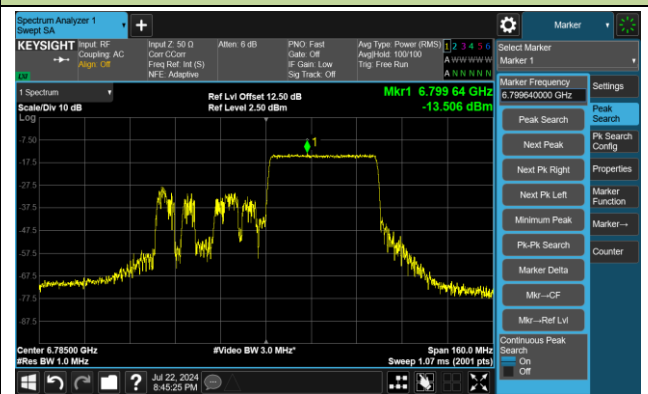 Spectrum Analyzer 1
Swept SA
+
Marker
KEYSIGHT
Input: RF
Coupling: AC
Align: Off
Input Z: 50 Ω
Corr CCorr
Freq Ref: Int (S)
NFE: Adaptive
Atten: 6 dB
PNO: Fast
Gate: Off
IF Gain: Low
Sig Track: Off
Avg Type: Power (RMS)
Avg|Hold: 100/100
Trig: Free Run
1 2 3 4 5 6
A W W W W W
A N N N N N
LXI
Select Marker
Marker 1
1 Spectrum
Scale/Div 10 dB
Log
Ref Lvl Offset 12.50 dB
Ref Level 2.50 dBm
Mkr1 6.799 64 GHz
-13.506 dBm
1
-7.50
-17.5
-27.5
-37.5
-47.5
-57.5
-67.5
-77.5
-87.5
Center 6.78500 GHz
#Res BW 1.0 MHz
#Video BW 3.0 MHz*
Span 160.0 MHz
Sweep 1.07 ms (2001 pts)
Marker Frequency
6.799640000 GHz
Peak Search
Next Peak
Next Pk Right
Next Pk Left
Minimum Peak
Pk-Pk Search
Marker Delta
Mkr→CF
Mkr→Ref Lvl
Continuous Peak
Search
On
Off
Settings
Peak
Search
Pk Search
Config
Properties
Marker
Function
Marker→
Counter
?
Jul 22, 2024
8:45:25 PM